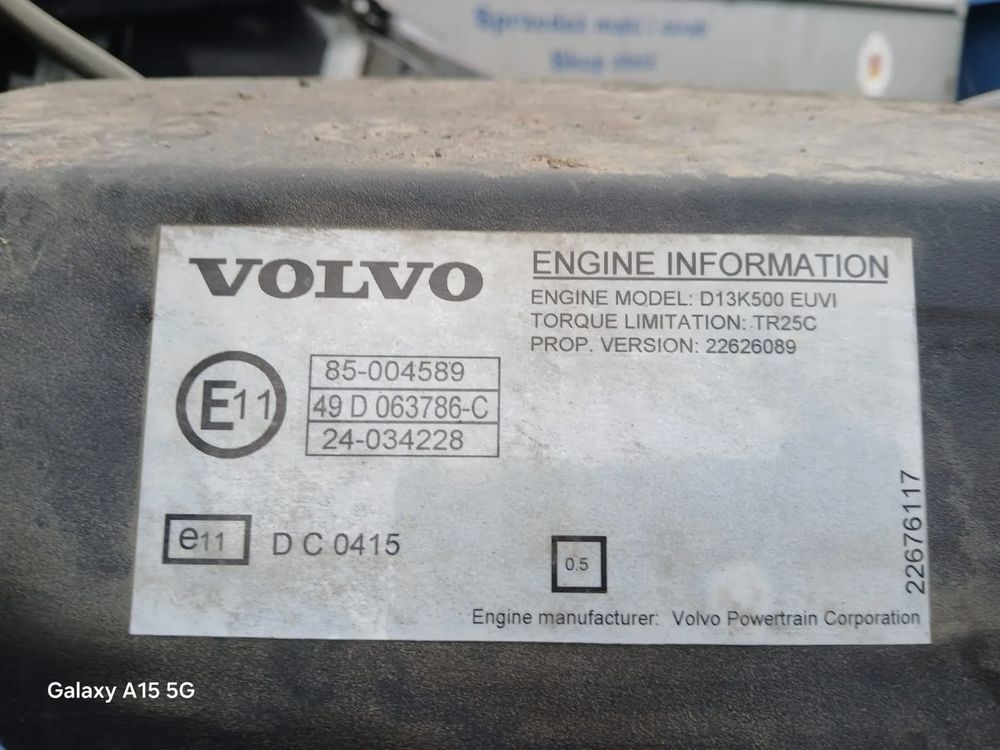 VOLVO
ENGINE INFORMATION
ENGINE MODEL: D13K500 EUVI
TORQUE LIMITATION: TR25C
PROP. VERSION: 22626089
E11
85-004589
49 D 063786-C
24-034228
e11 D C 0415
0.5
22676117
Engine manufacturer: Volvo Powertrain Corporation
Galaxy A15 5G